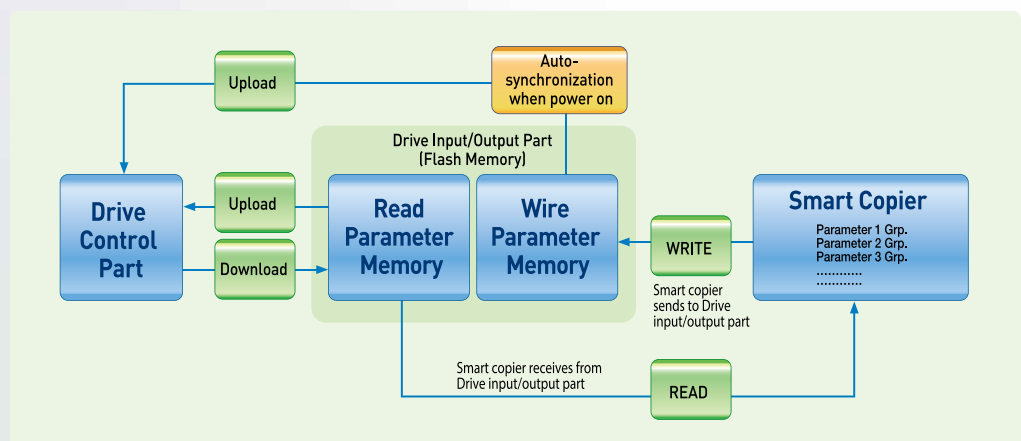 Upload
Auto-
synchronization
when power on
Drive Input/Output Part
(Flash Memory)
Drive
Control
Part
Upload
Download
Read
Parameter
Memory
Wire
Parameter
Memory
WRITE
Smart copier
sends to Drive
input/output part
Smart Copier
Parameter 1 Grp.
Parameter 2 Grp.
Parameter 3 Grp.
............
............
Smart copier receives from
Drive input/output part
READ